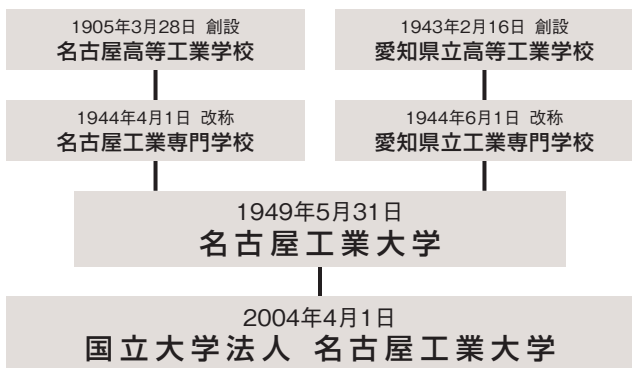 1905年3月28日 創設
名古屋高等工業学校
1943年2月16日 創設
愛知県立高等工業学校
1944年4月1日 改称
名古屋工業専門学校
1944年6月1日 改称
愛知県立工業専門学校
1949年5月31日
名古屋工業大学
2004年4月1日
国立大学法人 名古屋工業大学